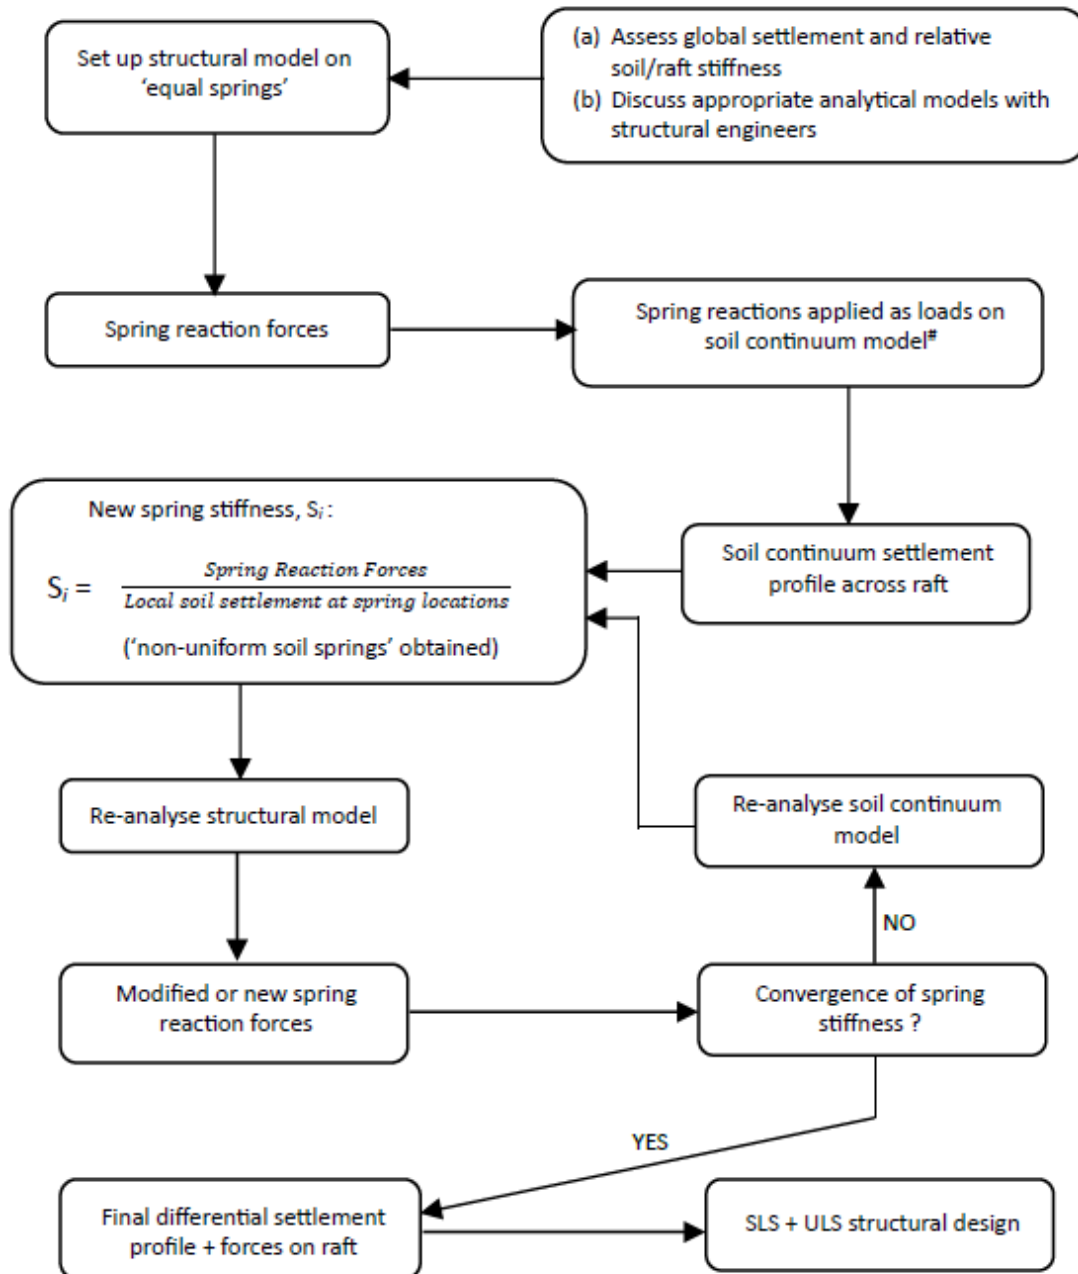 (a) Assess global settlement and relative
soil/raft stiffness
(b) Discuss appropriate analytical models with
structural engineers
Set up structural model on
‘equal springs’
Spring reaction forces
Spring reactions applied as loads on
soil continuum model#
Soil continuum settlement
profile across raft
New spring stiffness, Si :
Si = Spring Reaction Forces / Local soil settlement at spring locations
(‘non-uniform soil springs’ obtained)
Re-analyse structural model
Modified or new spring
reaction forces
Convergence of spring
stiffness ?
NO
Re-analyse soil continuum
model
YES
Final differential settlement
profile + forces on raft
SLS + ULS structural design